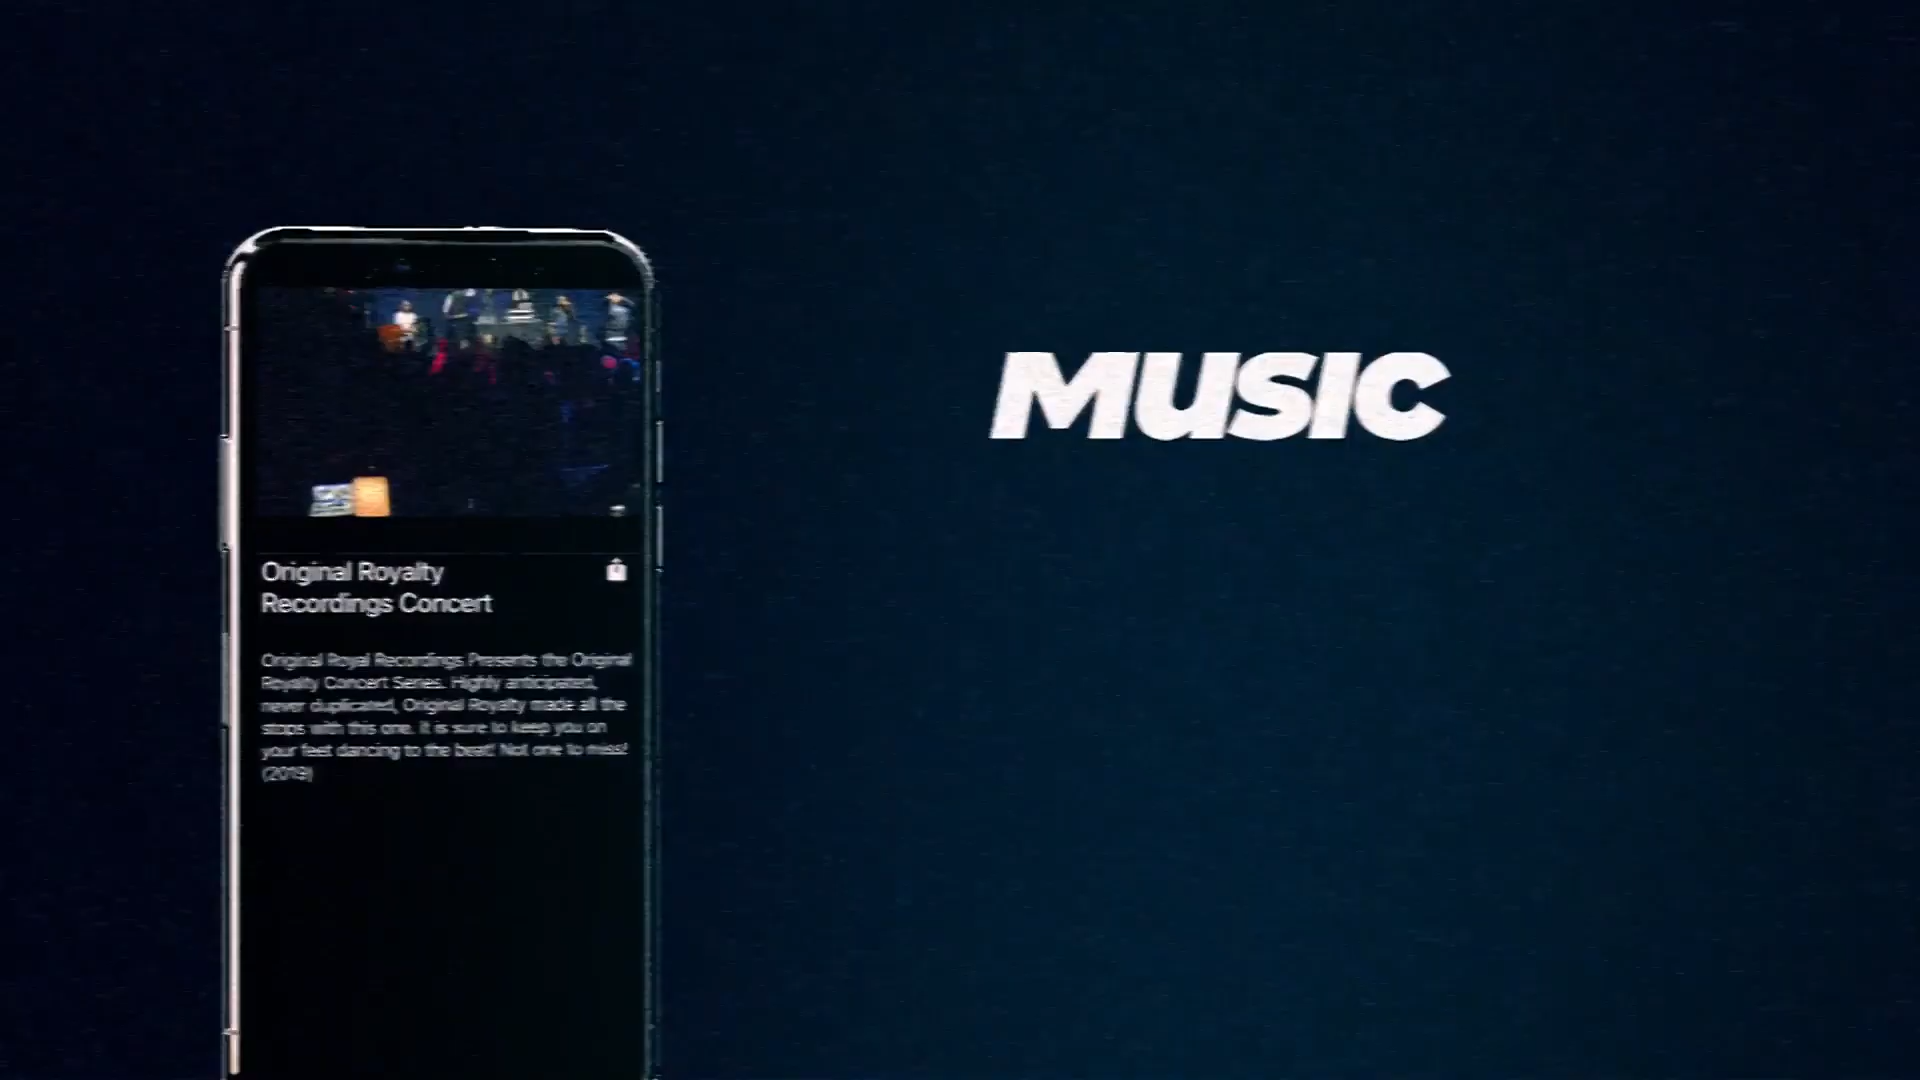 MUSIC
Original Royalty
Recordings Concert
Original Royal Recordings Presents the Original
Royalty Concert Series. Highly anticipated,
never duplicated, Original Royalty made all the
stops with this one. It is sure to keep you on
your feet dancing to the beat! Not one to miss!
(2019)